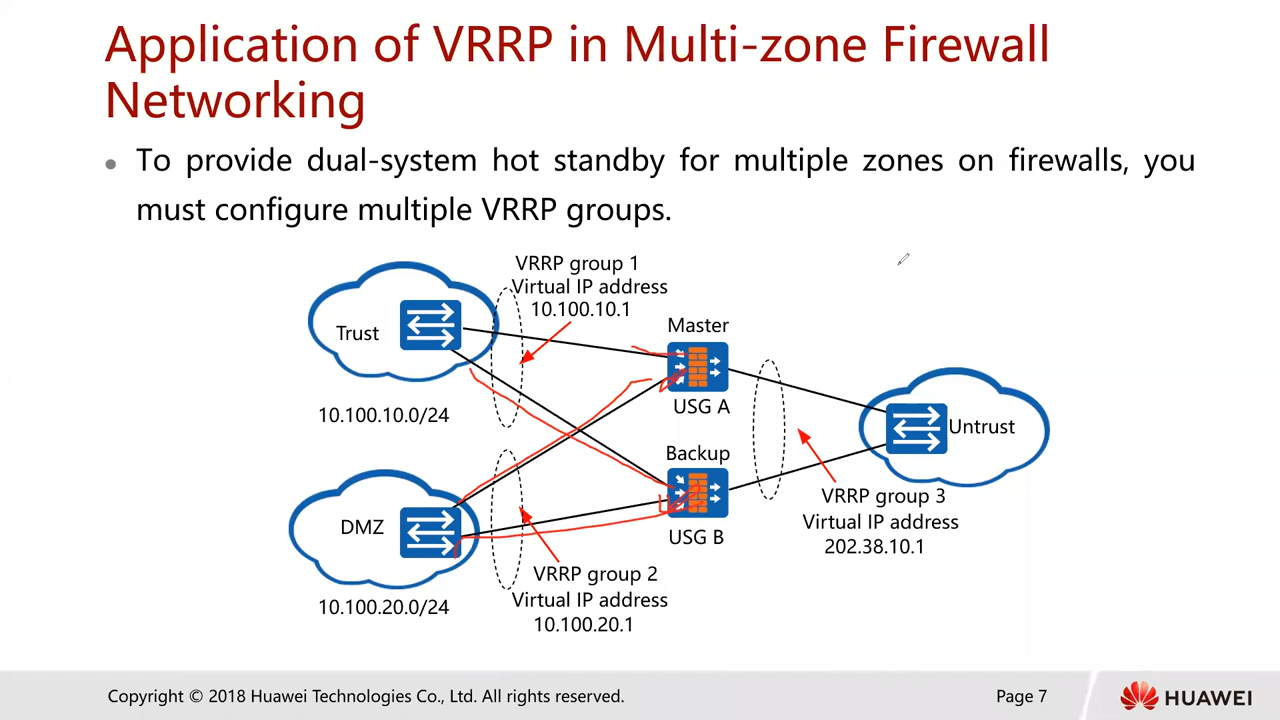 Application of VRRP in Multi-zone Firewall
Networking
To provide dual-system hot standby for multiple zones on firewalls, you
must configure multiple VRRP groups.
VRRP group 1
Virtual IP address
10.100.10.1
Trust
10.100.10.0/24
Master
USG A
Untrust
Backup
USG B
VRRP group 3
Virtual IP address
202.38.10.1
DMZ
10.100.20.0/24
VRRP group 2
Virtual IP address
10.100.20.1
Copyright © 2018 Huawei Technologies Co., Ltd. All rights reserved.
Page 7
HUAWEI